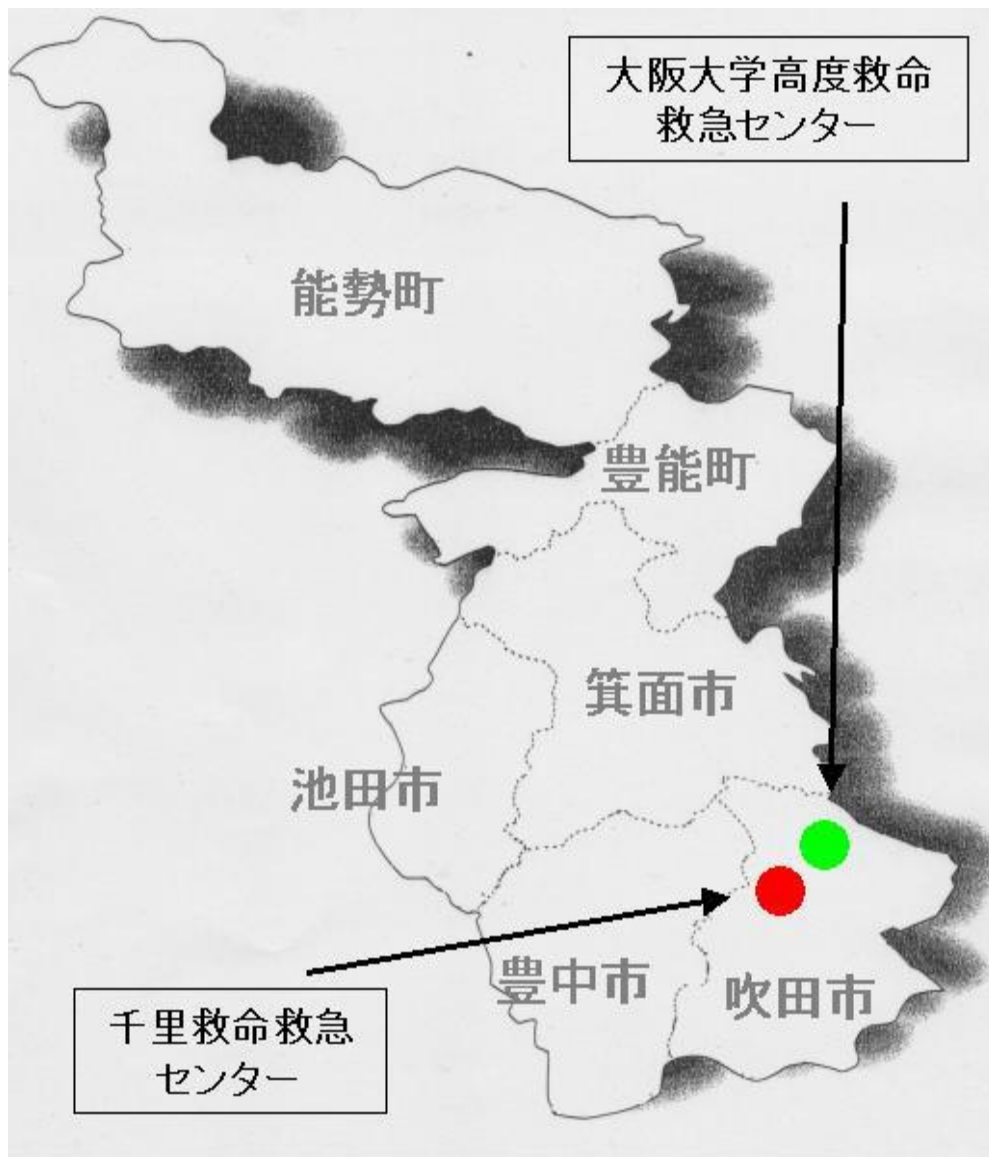 大阪大学高度救命
救急センター
能勢町
豊能町
箕面市
池田市
豊中市
吹田市
千里救命救急
センター